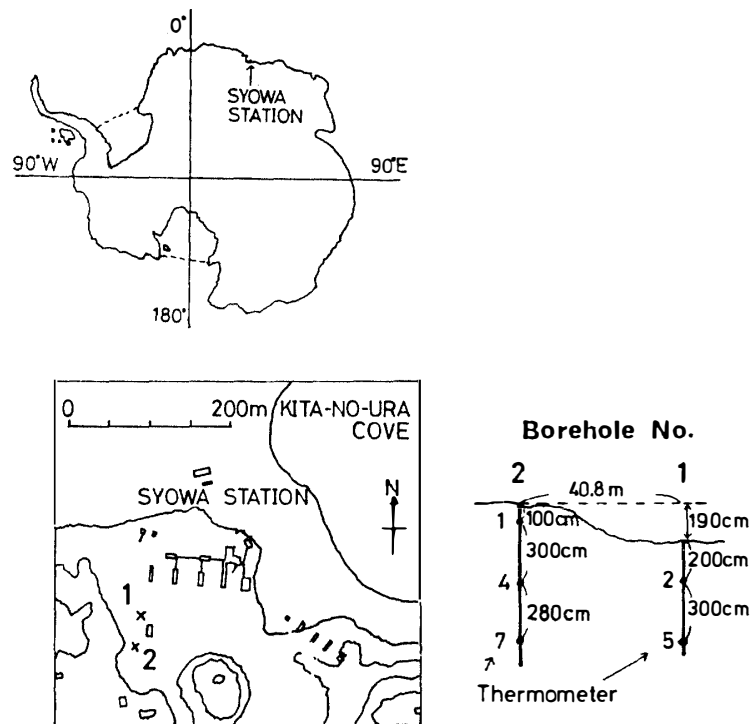 0°
SYOWA
STATION
90°W
90°E
180°
0 200m KITA-NO-URA
COVE
SYOWA STATION
N
1
2
Borehole No.
2 1
40.8 m
1 100cm 190cm
300cm 200cm
4 2
280cm 300cm
7 5
Thermometer